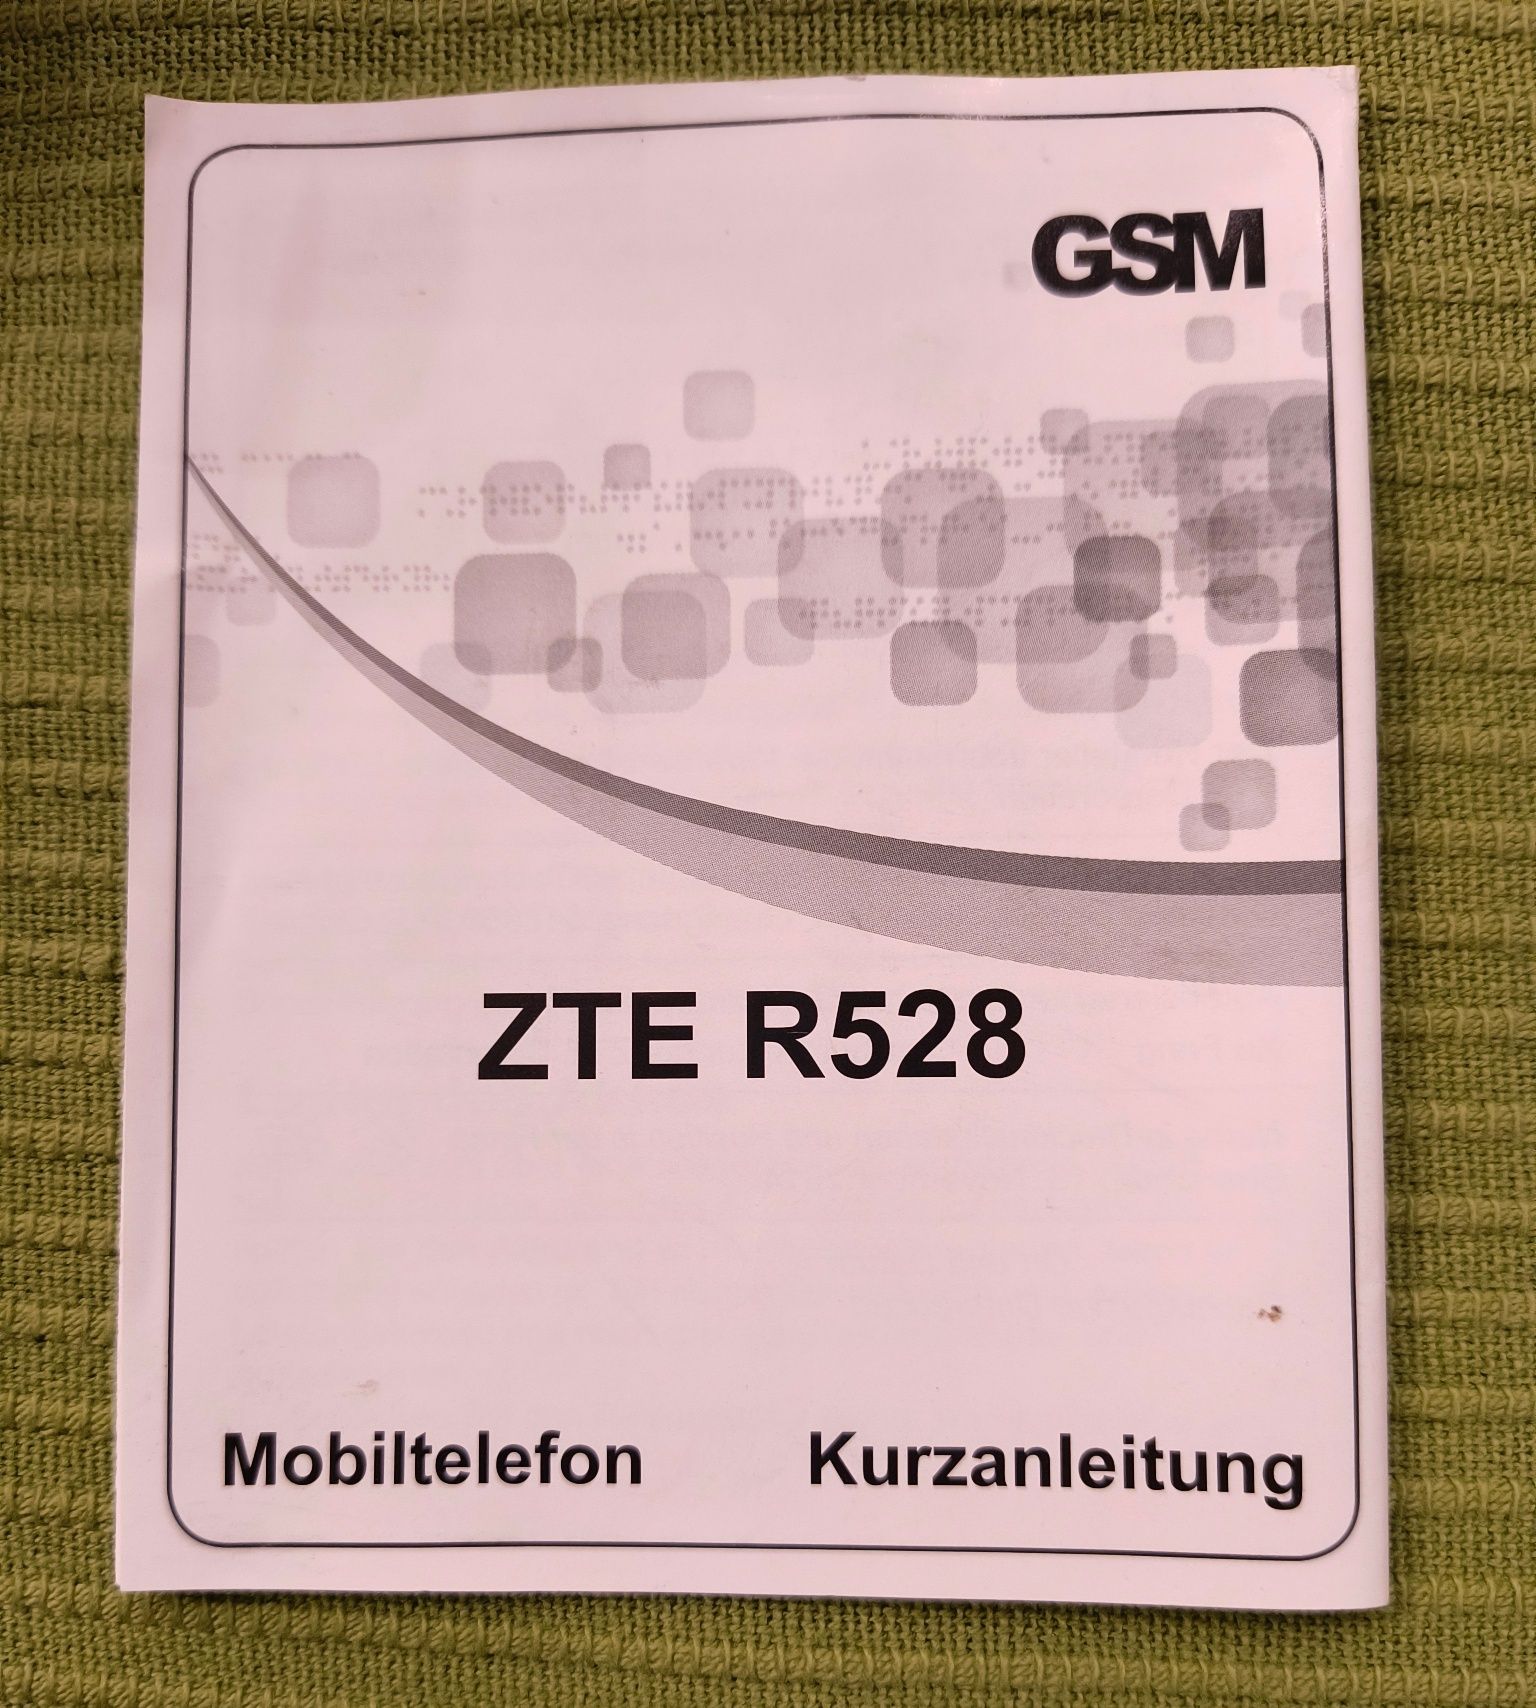 GSM
ZTE R528
Mobiltelefon Kurzanleitung